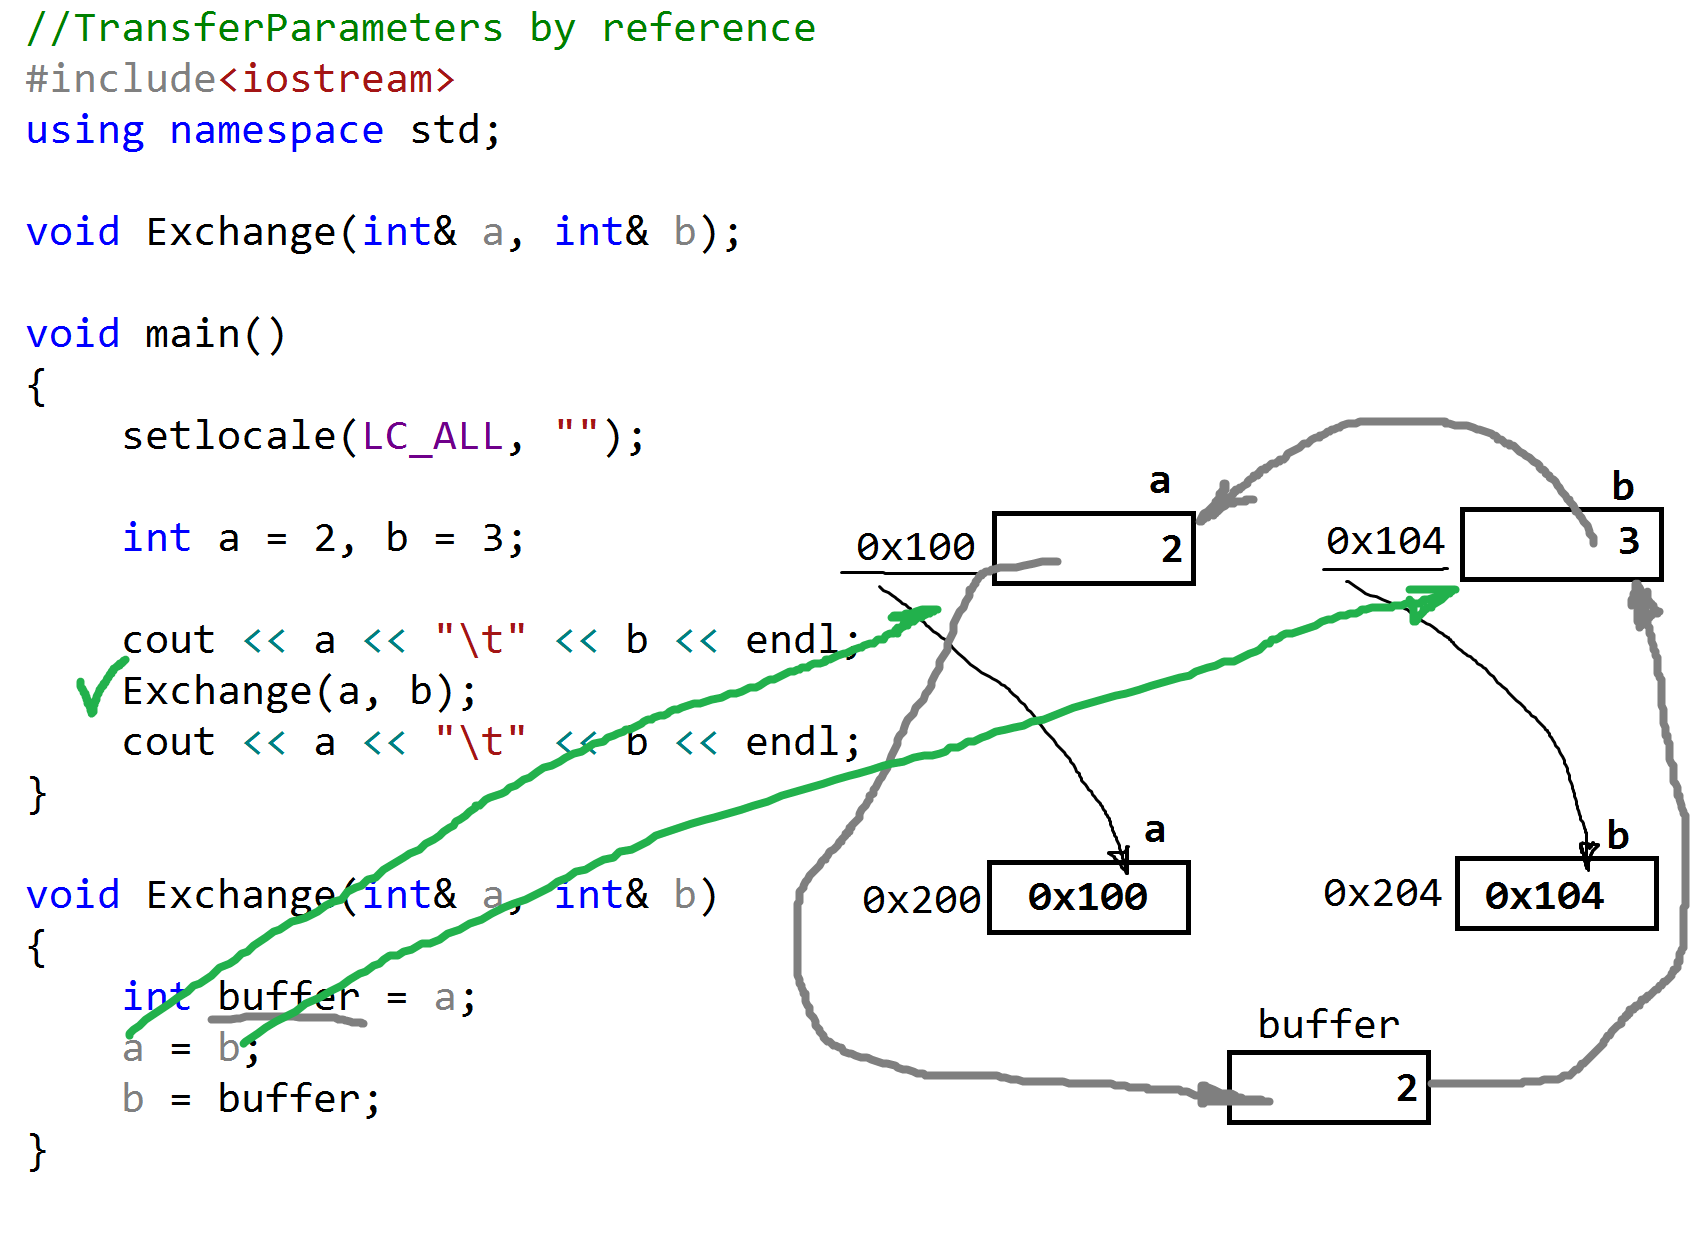 //TransferParameters by reference
#include<iostream>
using namespace std;
void Exchange(int& a, int& b);
void main()
{
setlocale(LC_ALL, "");
int a = 2, b = 3;
cout << a << "\t" << b << endl;
Exchange(a, b);
cout << a << "\t" << b << endl;
}
void Exchange(int& a, int& b)
{
int buffer = a;
a = b;
b = buffer;
}
a
b
0x100
2
0x104
3
a
b
0x200
0x100
0x204
0x104
buffer
2